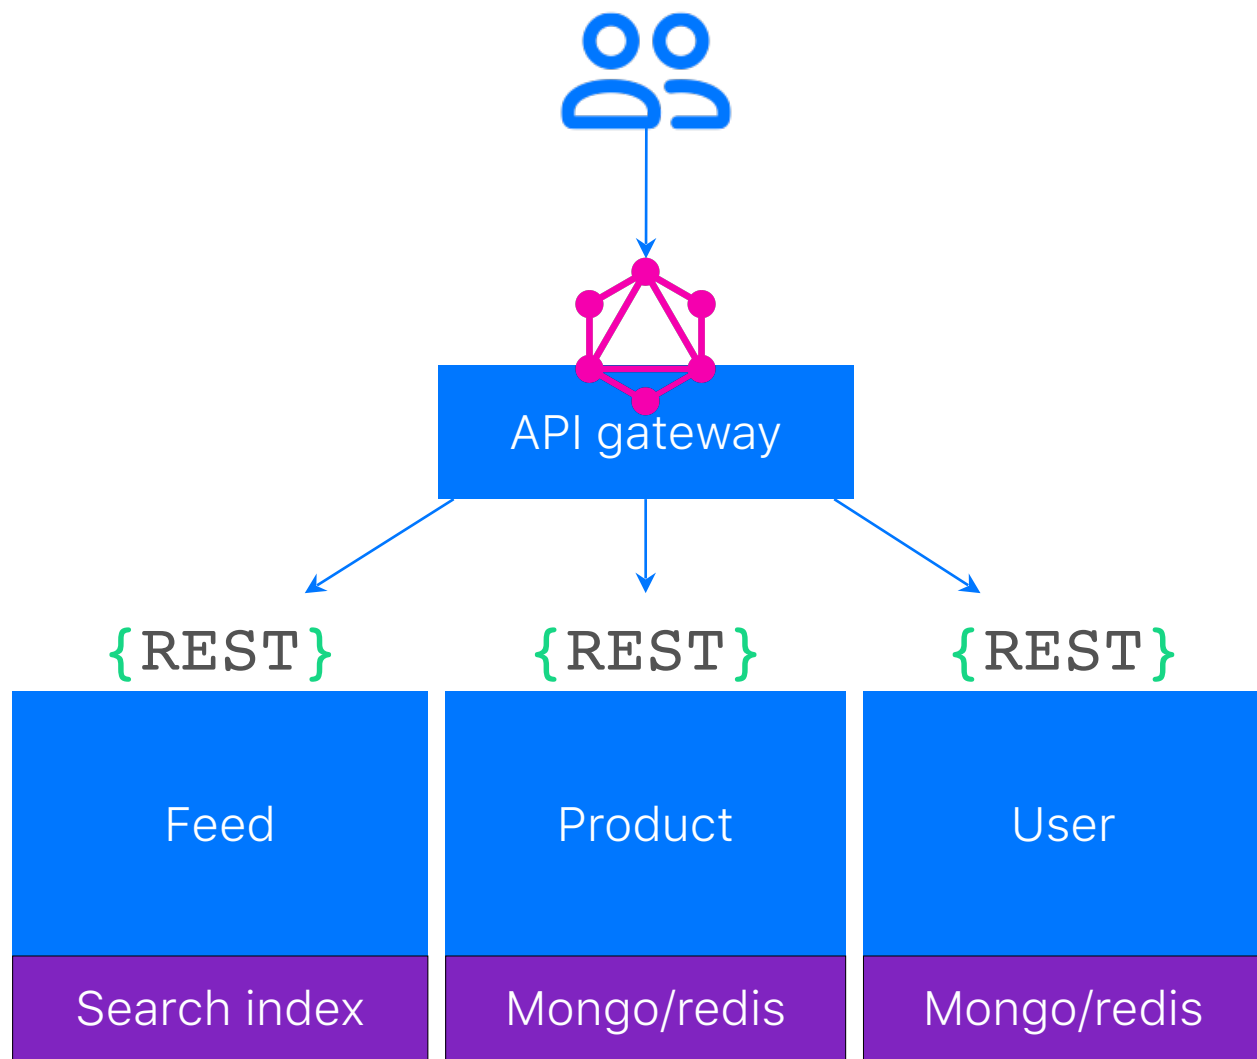 API gateway
{REST} {REST} {REST}
Feed Product User
Search index Mongo/redis Mongo/redis